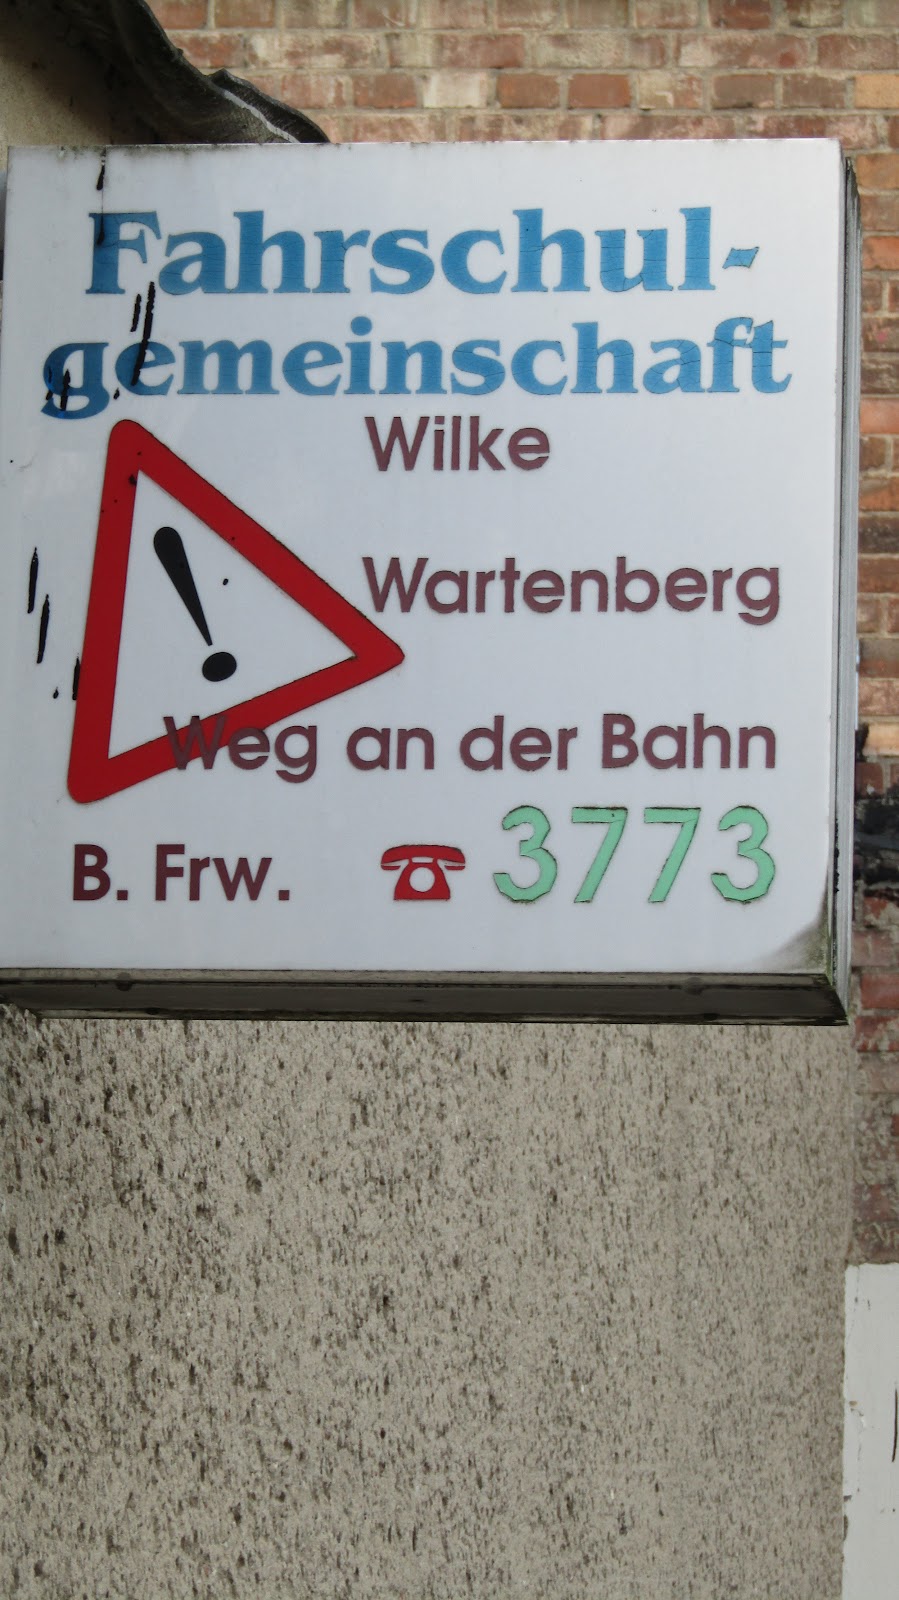 Fahrschul-
gemeinschaft
Wilke
Wartenberg
Weg an der Bahn
B. Frw. ☎ 3773